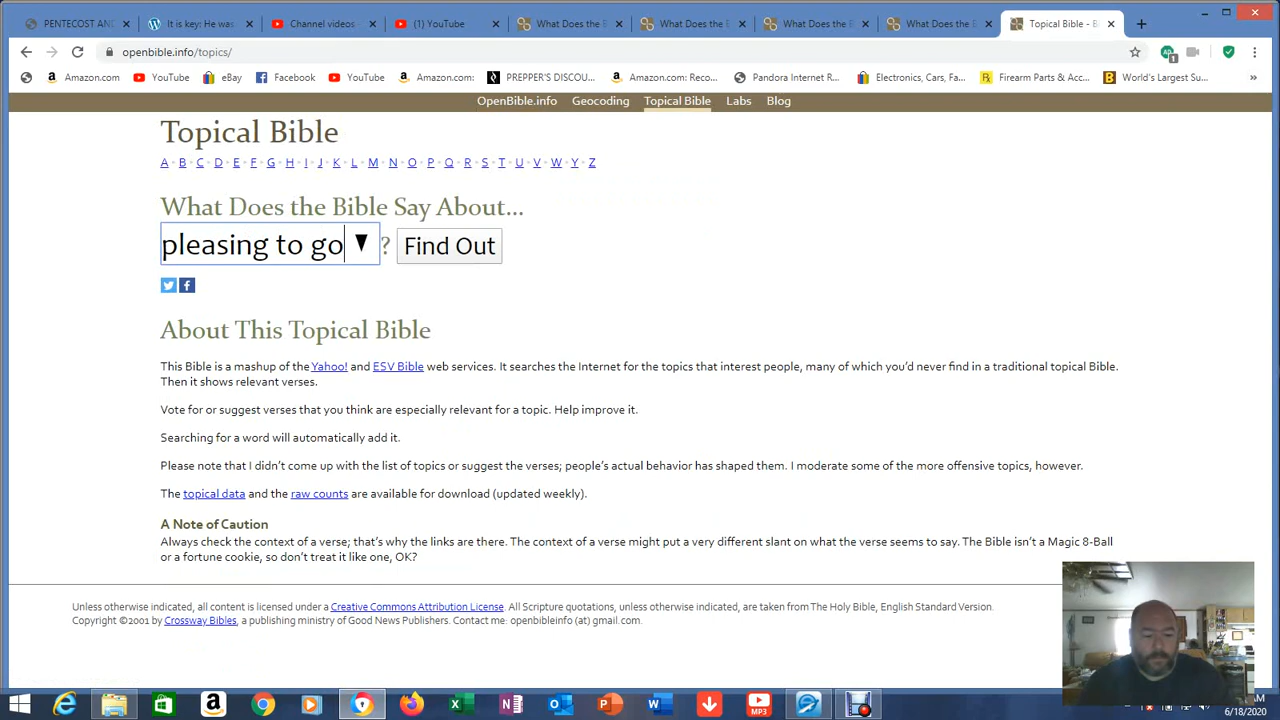 PENTECOST AN
It is key: He was
Channel videos -
(1) YouTube
What Does the B
What Does the B
What Does the B
What Does the B
Topical Bible - B
openbible.info/topics/
Amazon.com
YouTube
eBay
Facebook
YouTube
Amazon.com:
PREPPER'S DISCOU...
Amazon.com: Reco...
Pandora Internet R...
Electronics, Cars, Fa...
Firearm Parts & Acc...
World's Largest Su...
OpenBible.info Geocoding Topical Bible Labs Blog
Topical Bible
A · B · C · D · E · F · G · H · I · J · K · L · M · N · O · P · Q · R · S · T · U · V · W · Y · Z
What Does the Bible Say About...
pleasing to go ? Find Out
About This Topical Bible
This Bible is a mashup of the Yahoo! and ESV Bible web services. It searches the Internet for the topics that interest people, many of which you'd never find in a traditional topical Bible.
Then it shows relevant verses.
Vote for or suggest verses that you think are especially relevant for a topic. Help improve it.
Searching for a word will automatically add it.
Please note that I didn't come up with the list of topics or suggest the verses; people's actual behavior has shaped them. I moderate some of the more offensive topics, however.
The topical data and the raw counts are available for download (updated weekly).
A Note of Caution
Always check the context of a verse; that's why the links are there. The context of a verse might put a very different slant on what the verse seems to say. The Bible isn't a Magic 8-Ball
or a fortune cookie, so don't treat it like one, OK?
Unless otherwise indicated, all content is licensed under a Creative Commons Attribution License. All Scripture quotations, unless otherwise indicated, are taken from The Holy Bible, English Standard Version.
Copyright ©2001 by Crossway Bibles, a publishing ministry of Good News Publishers. Contact me: openbibleinfo (at) gmail.com.
MP3
AM
6/18/2020